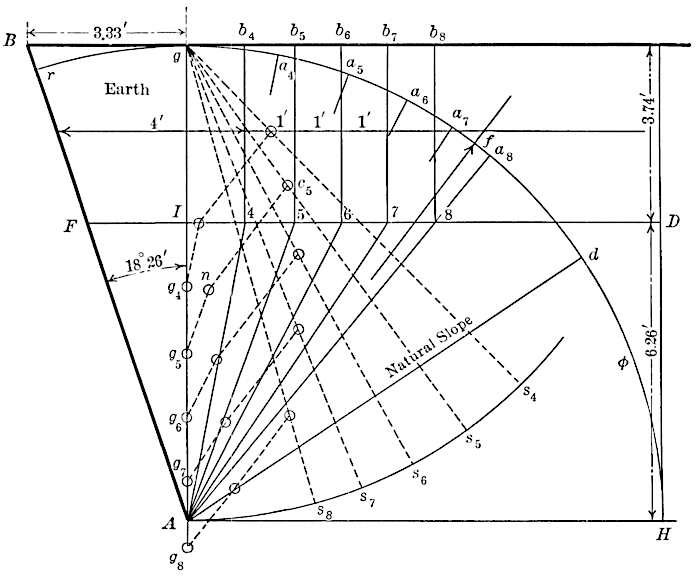 B
3.33′
g
b4
b5
b6
b7
b8
r
Earth
a4
a5
a6
a7
a8
f
3.74′
4′
1′
1′
1′
c5
F
I
4
5
6
7
8
D
18°26′
n
g4
d
Natural Slope
6.26′
g5
φ
s4
g6
s5
g7
s6
s7
s8
A
H
g8